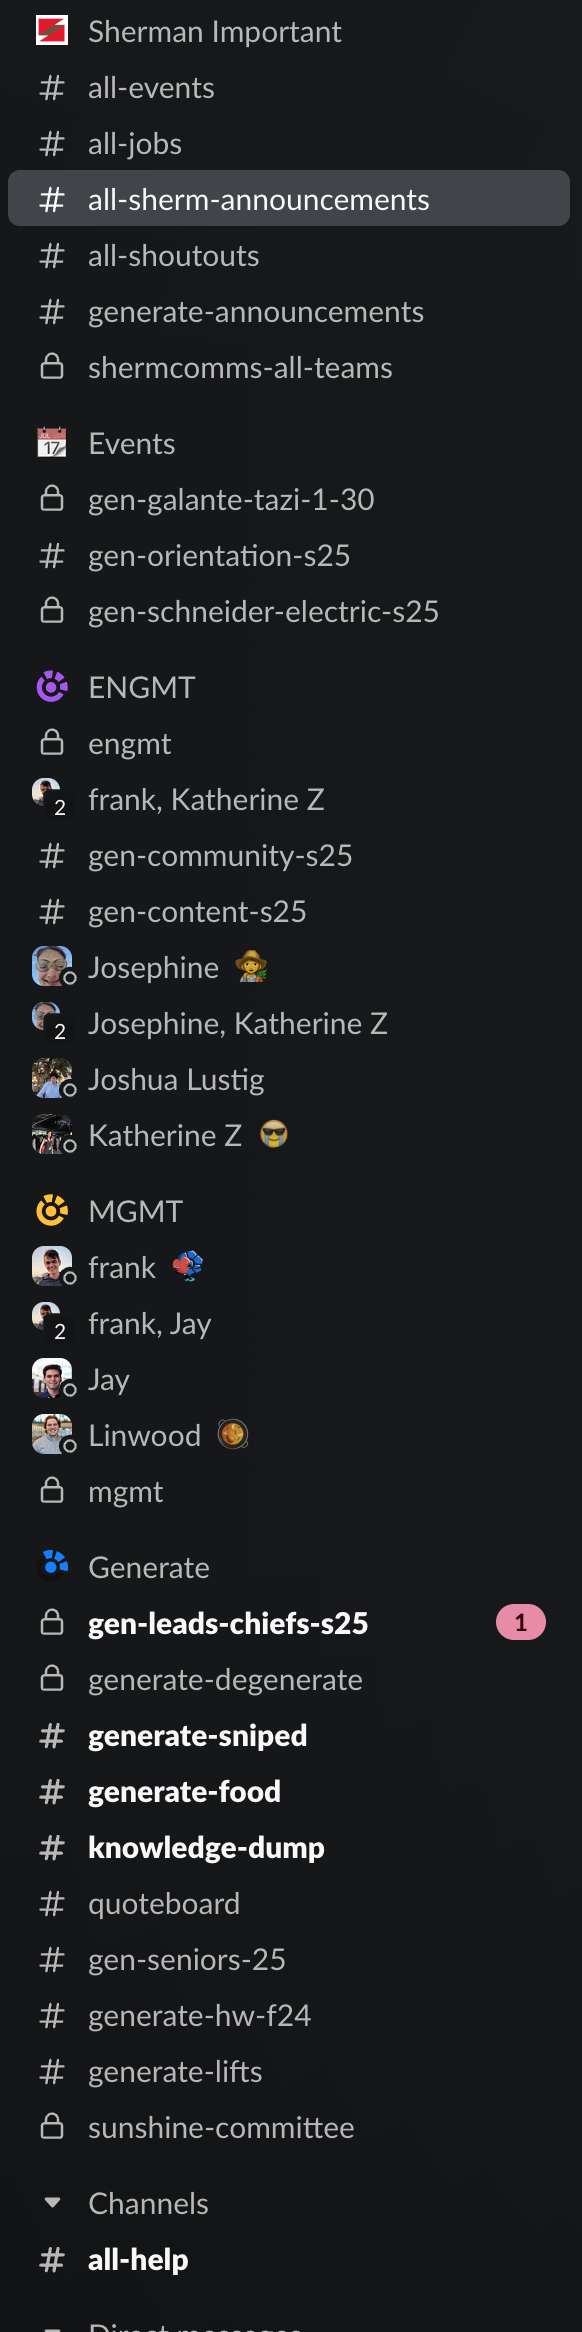 Sherman Important
# all-events
# all-jobs
# all-sherm-announcements
# all-shoutouts
# generate-announcements
shermcomms-all-teams
JUL 17 Events
gen-galante-tazi-1-30
# gen-orientation-s25
gen-schneider-electric-s25
ENGMT
engmt
2 frank, Katherine Z
# gen-community-s25
# gen-content-s25
Josephine
2 Josephine, Katherine Z
Joshua Lustig
Katherine Z
MGMT
frank
2 frank, Jay
Jay
Linwood
mgmt
Generate
gen-leads-chiefs-s25 1
generate-degenerate
# generate-sniped
# generate-food
# knowledge-dump
# quoteboard
# gen-seniors-25
# generate-hw-f24
# generate-lifts
sunshine-committee
Channels
# all-help
Direct messages